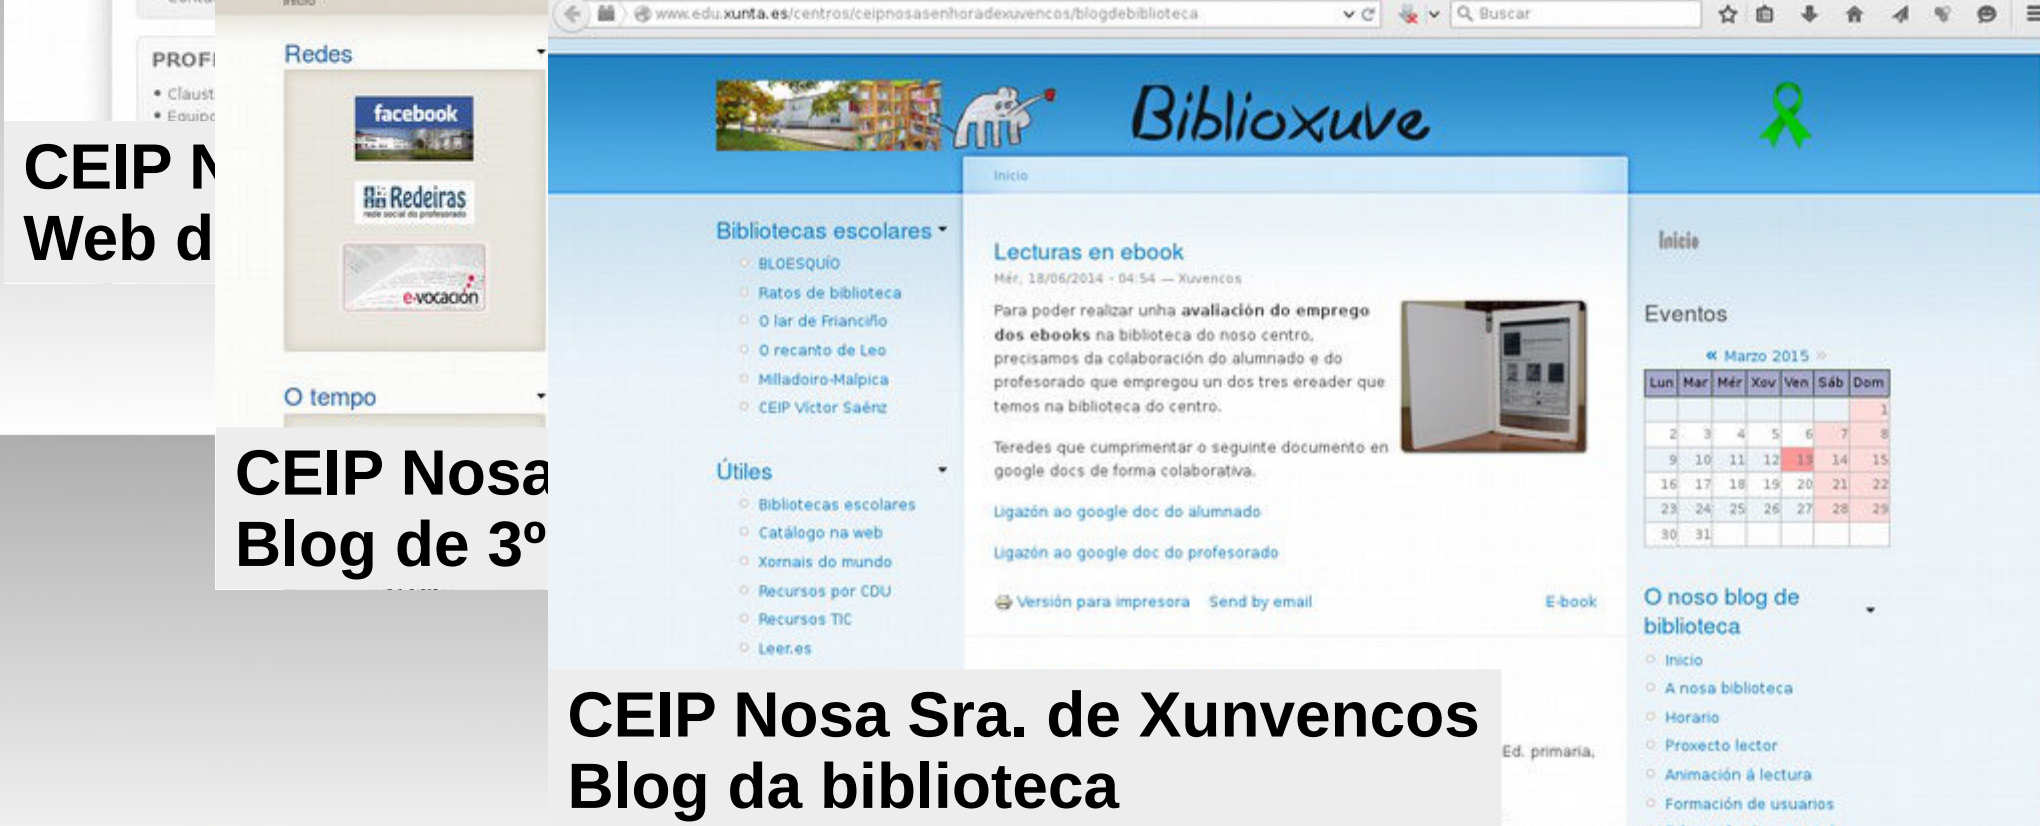 PROF
• Claust
• Equipo
CEIP N
Web d
Inicio
Redes
facebook
Redeiras
rede social do profesorado
e-vocación
O tempo
CEIP Nosa
Blog de 3º
www.edu.xunta.es/centros/ceipnosasenhoradexuvencos/blogdebiblioteca
Buscar
Biblioxuve
Inicio
Bibliotecas escolares
BLOESQUÍO
Ratos de biblioteca
O lar de Frianciño
O recanto de Leo
Milladoiro-Malpica
CEIP Víctor Saénz
Útiles
Bibliotecas escolares
Catálogo na web
Xornais do mundo
Recursos por CDU
Recursos TIC
Leer.es
Lecturas en ebook
Mér, 18/06/2014 - 04:54 — Xuvencos
Para poder realizar unha avaliación do emprego
dos ebooks na biblioteca do noso centro,
precisamos da colaboración do alumnado e do
profesorado que empregou un dos tres ereader que
temos na biblioteca do centro.
Teredes que cumprimentar o seguinte documento en
google docs de forma colaborativa.
Ligazón ao google doc do alumnado
Ligazón ao google doc do profesorado
Versión para impresora Send by email E-book
Ed. primaria,
Inicio
Eventos
« Marzo 2015 »
Lun Mar Mér Xov Ven Sáb Dom
1
2 3 4 5 6 7 8
9 10 11 12 13 14 15
16 17 18 19 20 21 22
23 24 25 26 27 28 29
30 31
O noso blog de
biblioteca
Inicio
A nosa biblioteca
Horario
Proxecto lector
Animación á lectura
Formación de usuarios
CEIP Nosa Sra. de Xunvencos
Blog da biblioteca